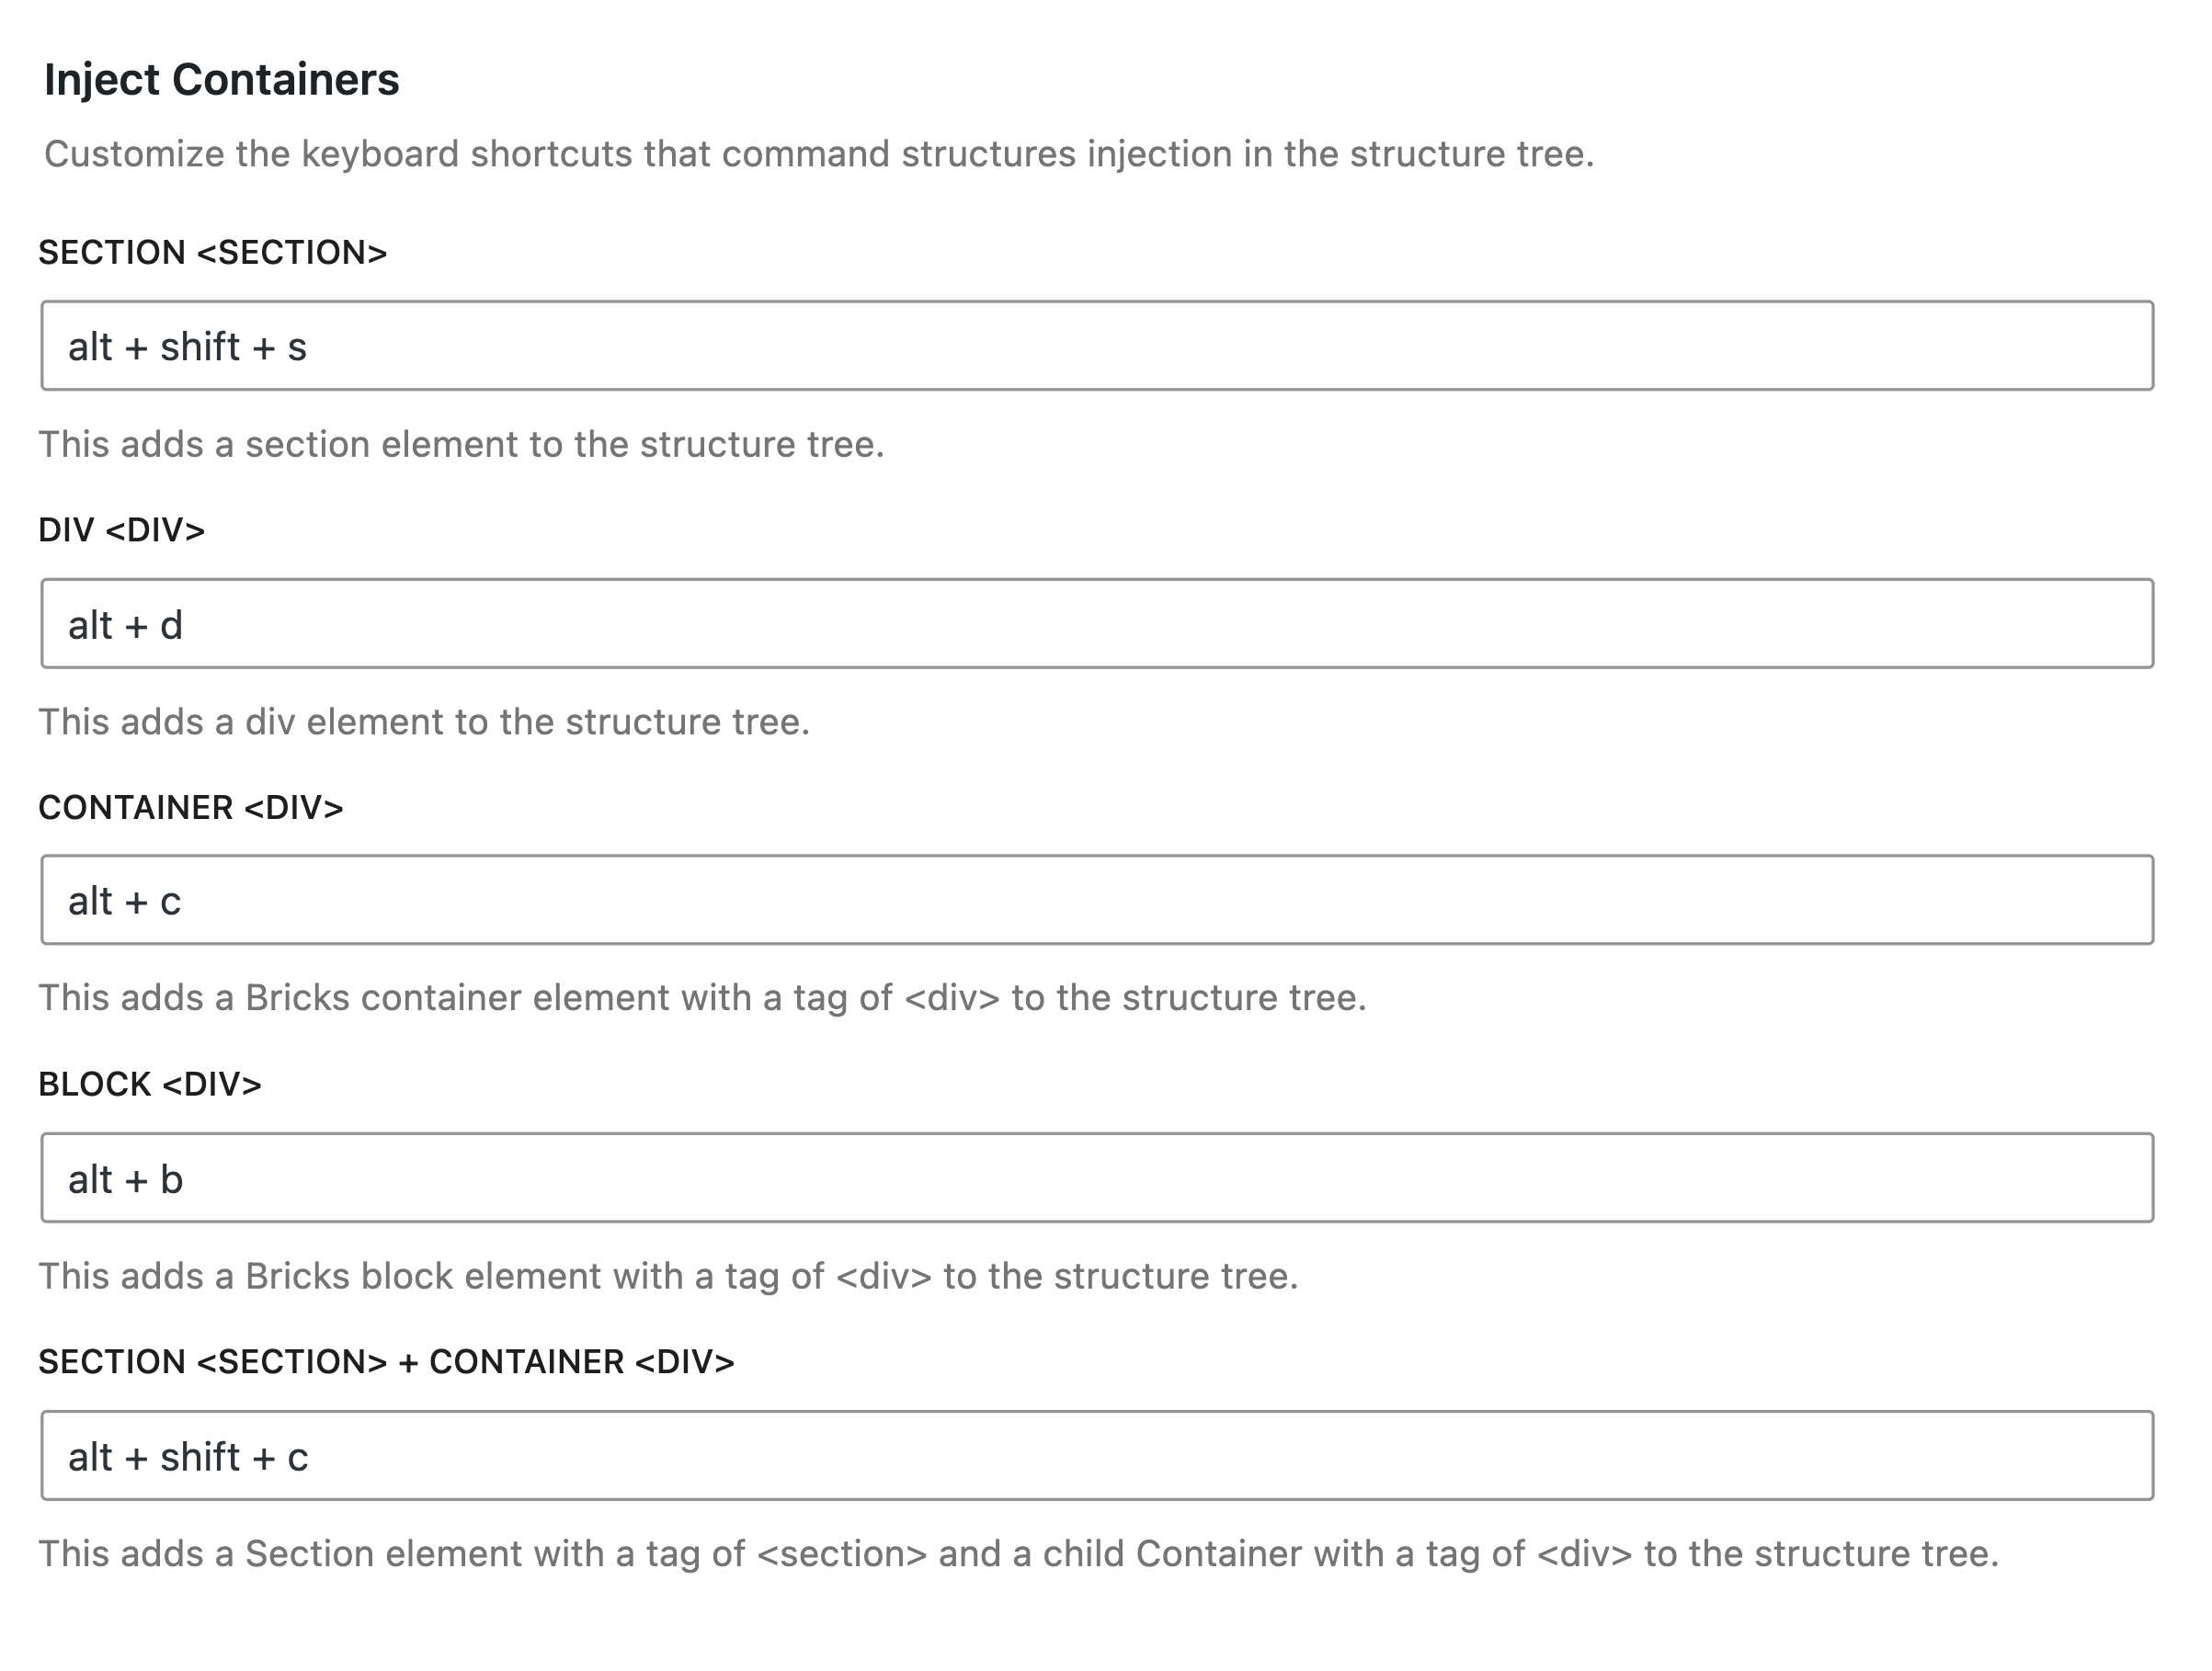 Inject Containers
Customize the keyboard shortcuts that command structures injection in the structure tree.
SECTION <SECTION>
alt + shift + s
This adds a section element to the structure tree.
DIV <DIV>
alt + d
This adds a div element to the structure tree.
CONTAINER <DIV>
alt + c
This adds a Bricks container element with a tag of <div> to the structure tree.
BLOCK <DIV>
alt + b
This adds a Bricks block element with a tag of <div> to the structure tree.
SECTION <SECTION> + CONTAINER <DIV>
alt + shift + c
This adds a Section element with a tag of <section> and a child Container with a tag of <div> to the structure tree.